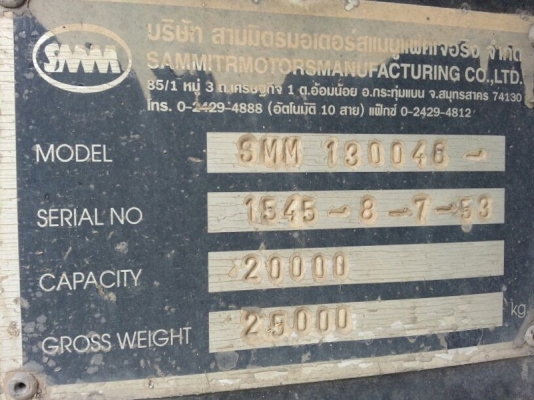 SMM
บริษัท สามมิตรมอเตอร์สแมนูแฟคเจอริ่ง จำกัด
SAMMITRMOTORSMANUFACTURING CO.,LTD.
85/1 หมู่ 3 ถ.เศรษฐกิจ 1 ต.อ้อมน้อย อ.กระทุ่มแบน จ.สมุทรสาคร 74130
โทร. 0-2429-4888 (อัตโนมัติ 10 สาย) แฟ็กซ์ 0-2429-4812
MODEL SMM 130046 -
SERIAL NO 1545-8-7-53
CAPACITY 20000
GROSS WEIGHT 25000 kg.